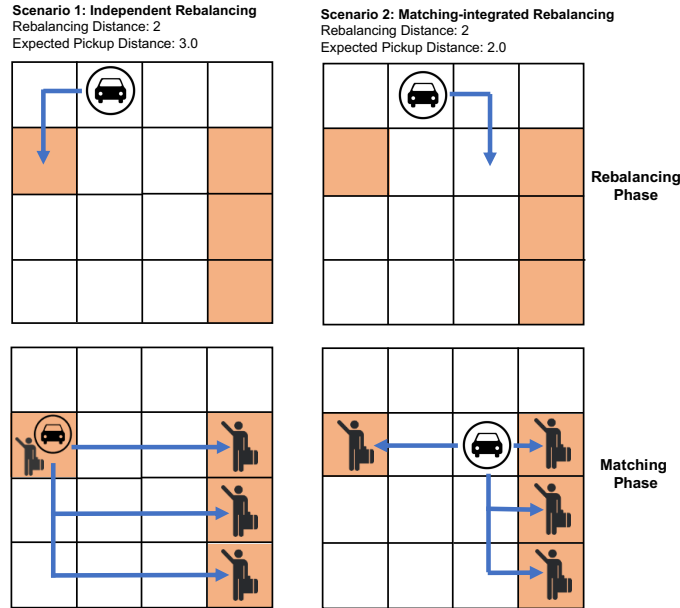 Scenario 1: Independent Rebalancing
Rebalancing Distance: 2
Expected Pickup Distance: 3.0
Scenario 2: Matching-integrated Rebalancing
Rebalancing Distance: 2
Expected Pickup Distance: 2.0
Rebalancing
Phase
Matching
Phase